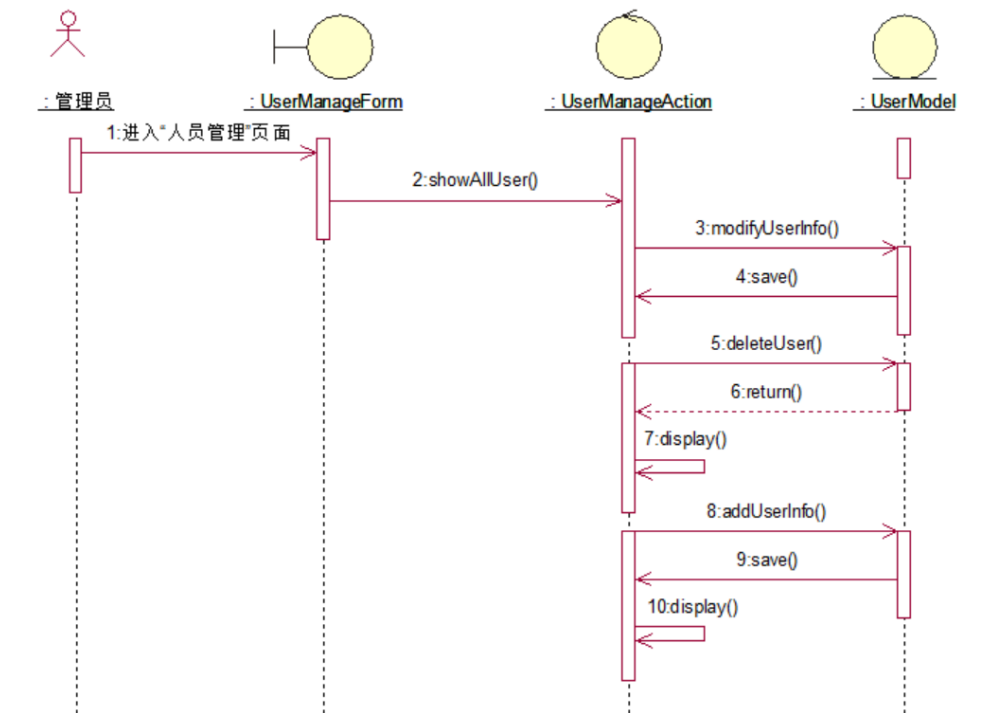 : 管理员
: UserManageForm
: UserManageAction
: UserModel
1:进入“人员管理”页面
2:showAllUser()
3:modifyUserInfo()
4:save()
5:deleteUser()
6:return()
7:display()
8:addUserInfo()
9:save()
10:display()